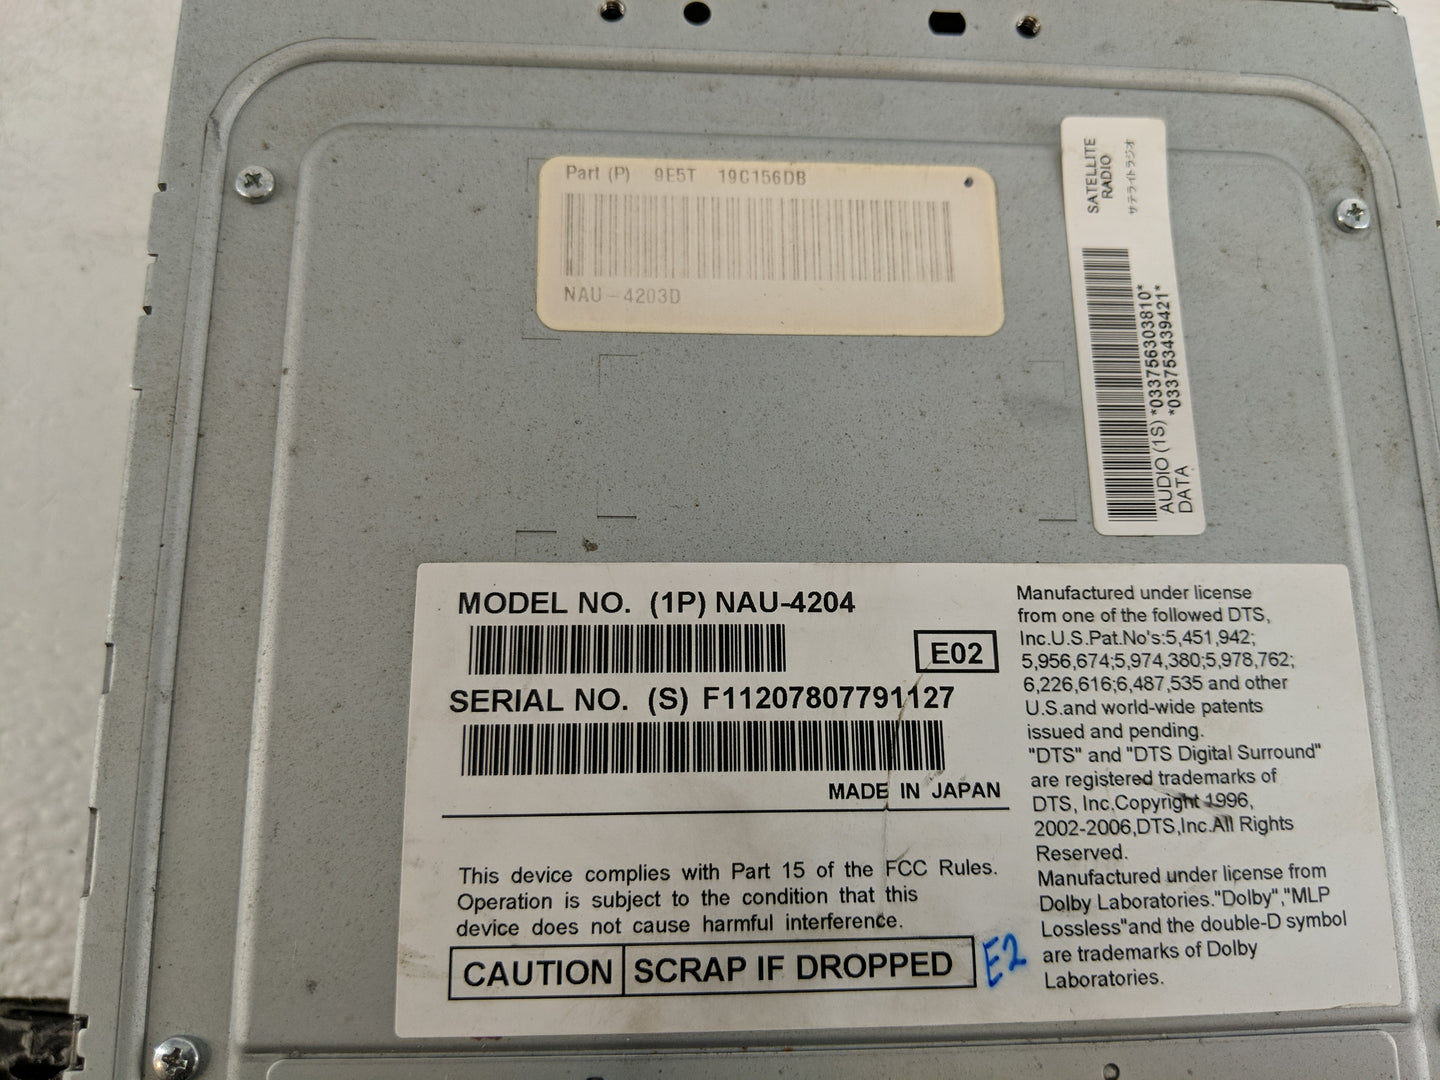 Part (P) 9E5T 19C156DB
NAU-4203D
SATELLITE
RADIO
サテライトラジオ
AUDIO (1S) *033756303810*
DATA *033753439421*
MODEL NO. (1P) NAU-4204
E02
SERIAL NO. (S) F11207807791127
MADE IN JAPAN
This device complies with Part 15 of the FCC Rules.
Operation is subject to the condition that this
device does not cause harmful interference.
CAUTION SCRAP IF DROPPED
E2
Manufactured under license
from one of the followed DTS,
Inc.U.S.Pat.No's:5,451,942;
5,956,674;5,974,380;5,978,762;
6,226,616;6,487,535 and other
U.S.and world-wide patents
issued and pending.
"DTS" and "DTS Digital Surround"
are registered trademarks of
DTS, Inc.Copyright 1996,
2002-2006,DTS,Inc.All Rights
Reserved.
Manufactured under license from
Dolby Laboratories."Dolby","MLP
Lossless"and the double-D symbol
are trademarks of Dolby
Laboratories.